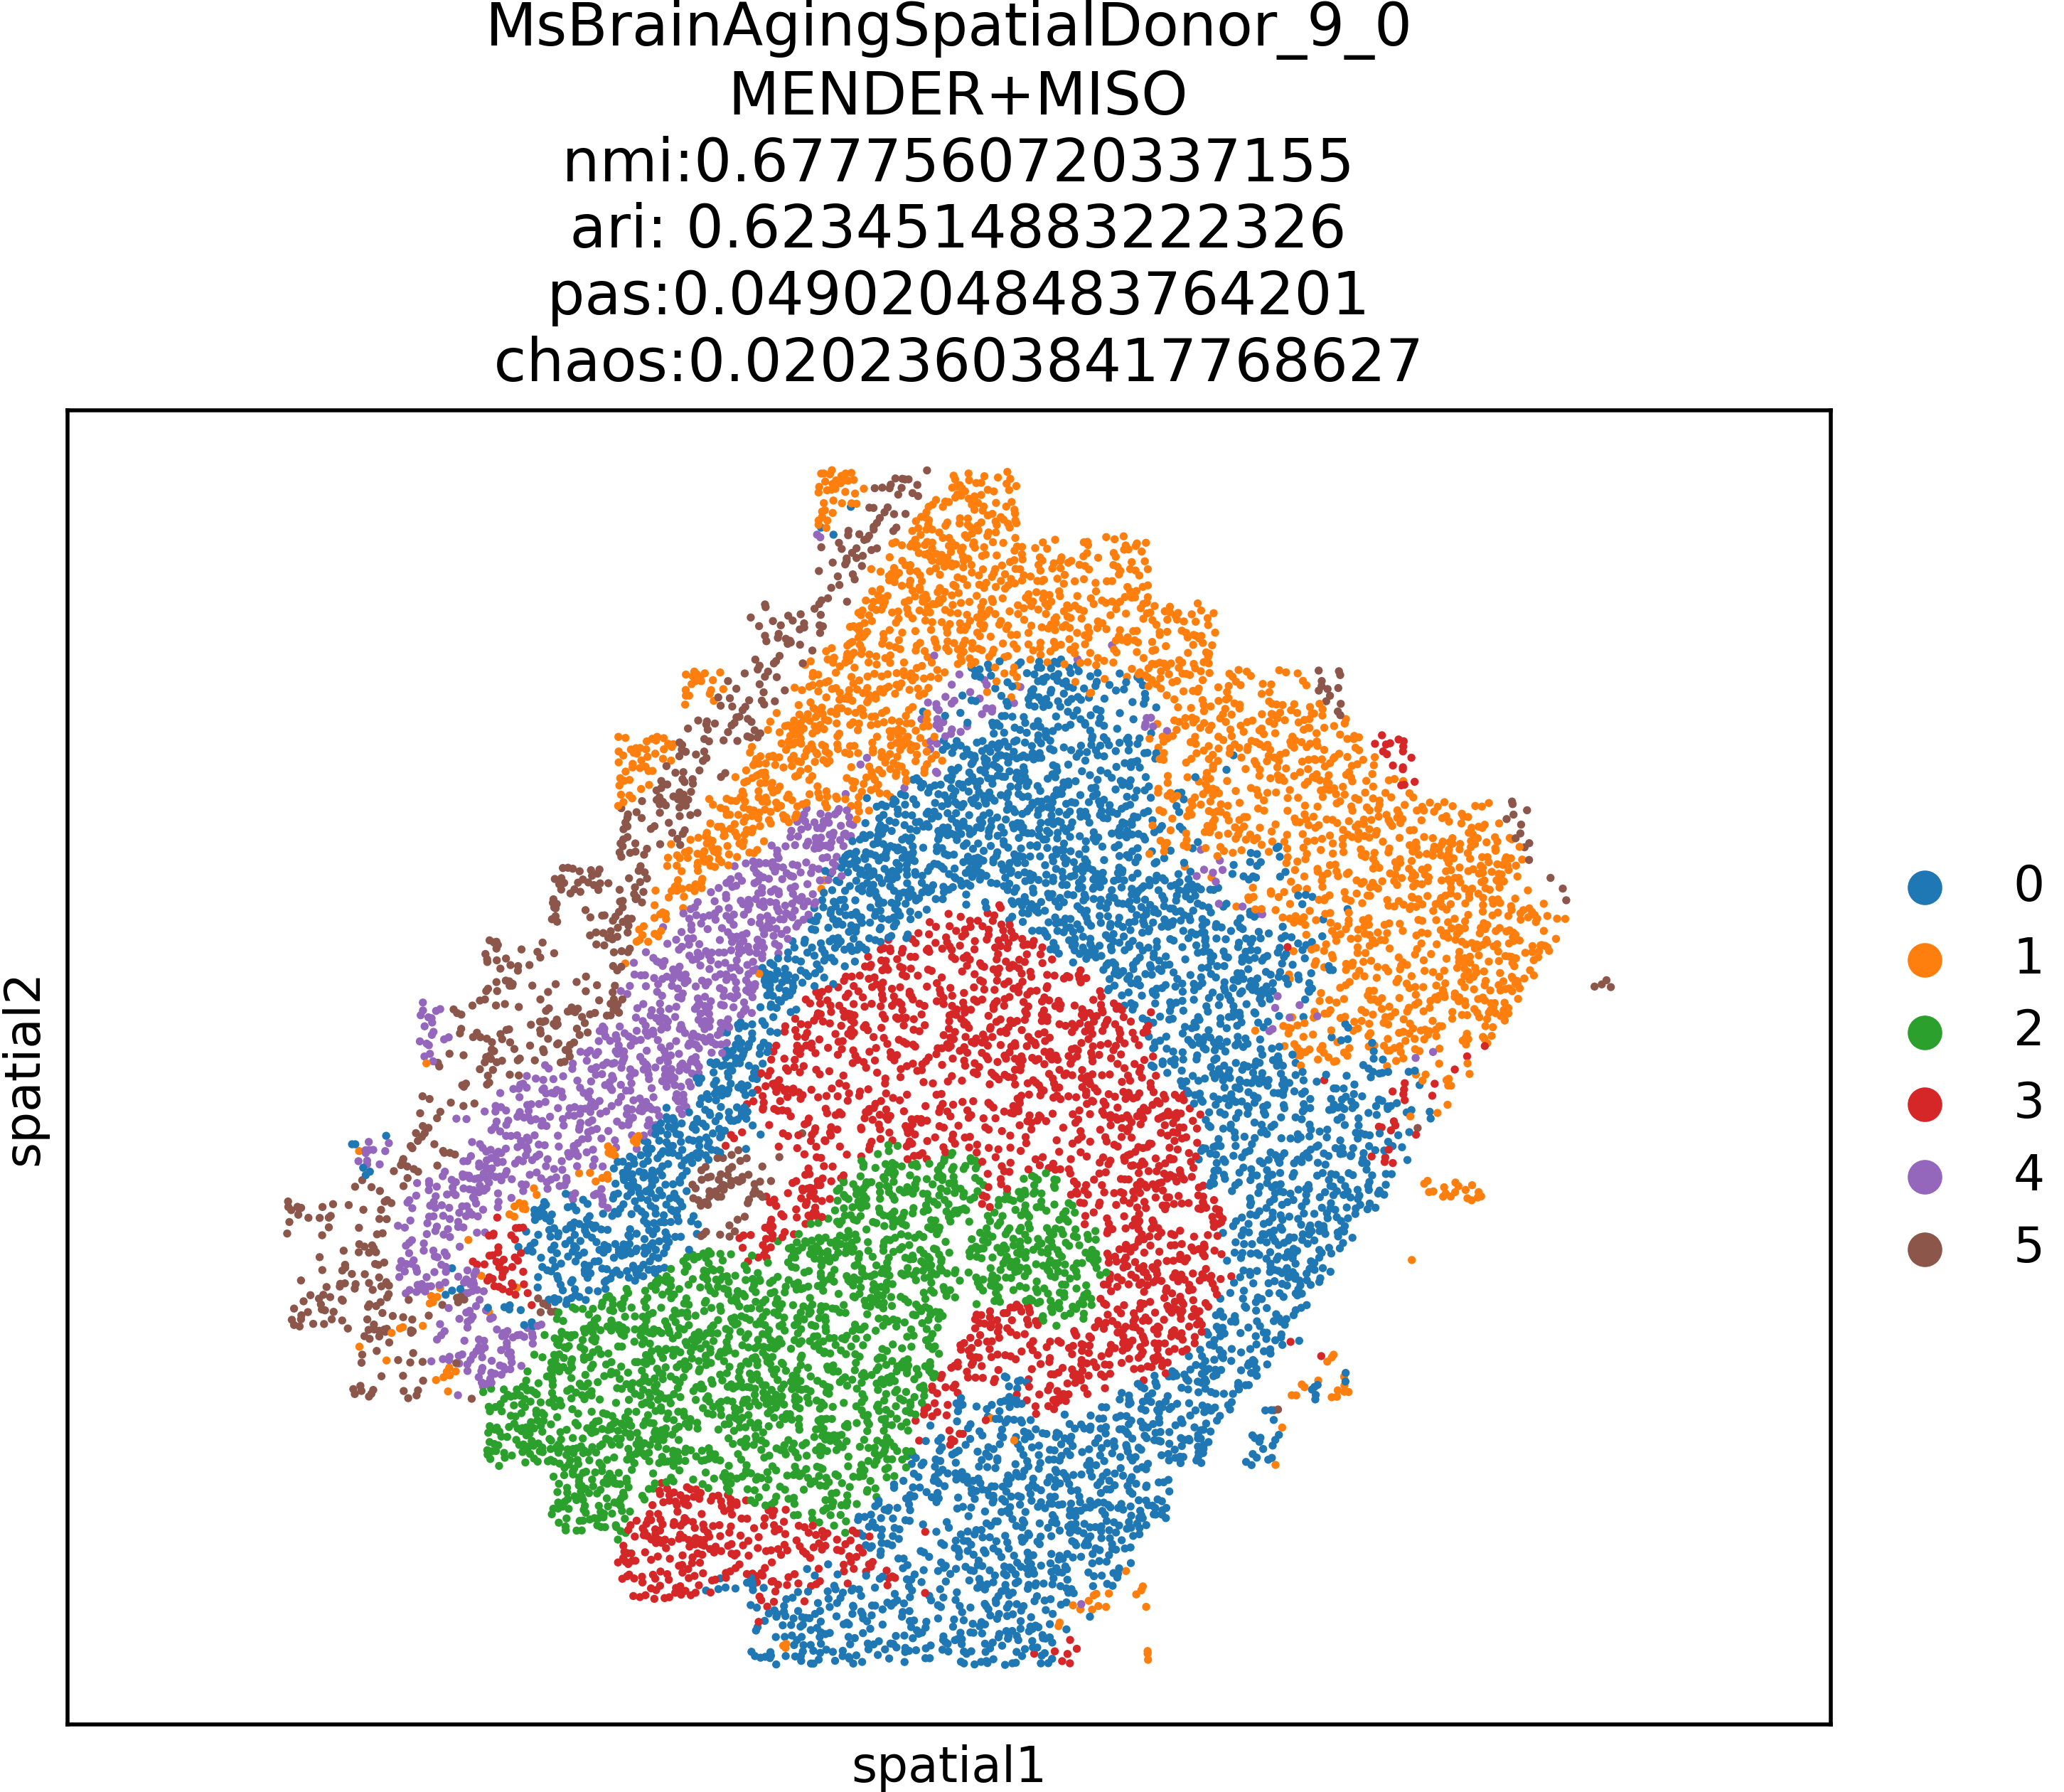 MsBrainAgingSpatialDonor_9_0
MENDER+MISO
nmi:0.6777560720337155
ari: 0.6234514883222326
pas:0.04902048483764201
chaos:0.020236038417768627
spatial2
0
1
2
3
4
5
spatial1